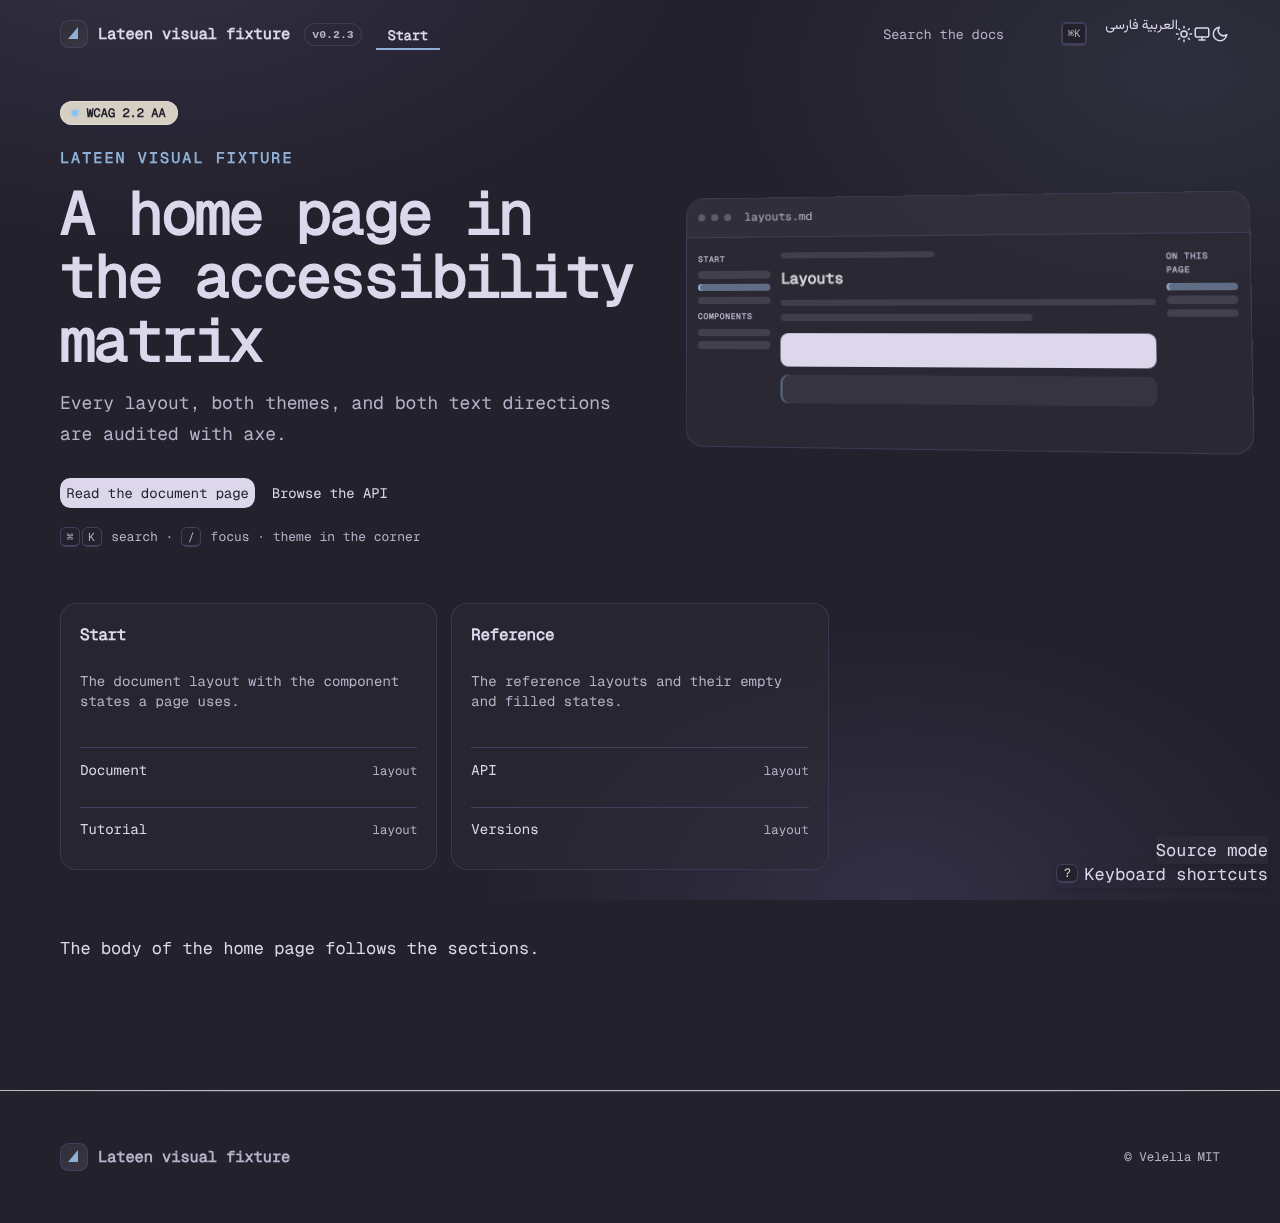 Lateen visual fixture v0.2.3 Start Search the docs ⌘K العربية فارسی
WCAG 2.2 AA
LATEEN VISUAL FIXTURE
A home page in
the accessibility
matrix
Every layout, both themes, and both text directions
are audited with axe.
Read the document page Browse the API
⌘ K search · / focus · theme in the corner
layouts.md
START
COMPONENTS
Layouts
ON THIS
PAGE
Start
The document layout with the component
states a page uses.
Document layout
Tutorial layout
Reference
The reference layouts and their empty
and filled states.
API layout
Versions layout
Source mode
? Keyboard shortcuts
The body of the home page follows the sections.
Lateen visual fixture © Velella MIT